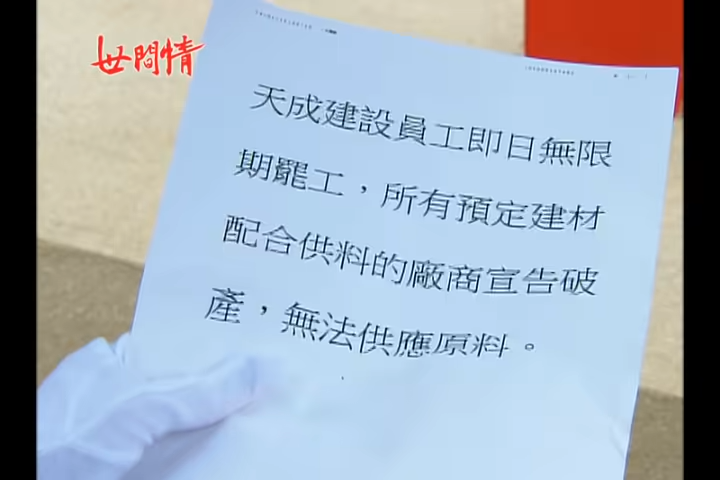 世間情
天成建設員工即日無限
期罷工，所有預定建材
配合供料的廠商宣告破
產，無法供應原料。